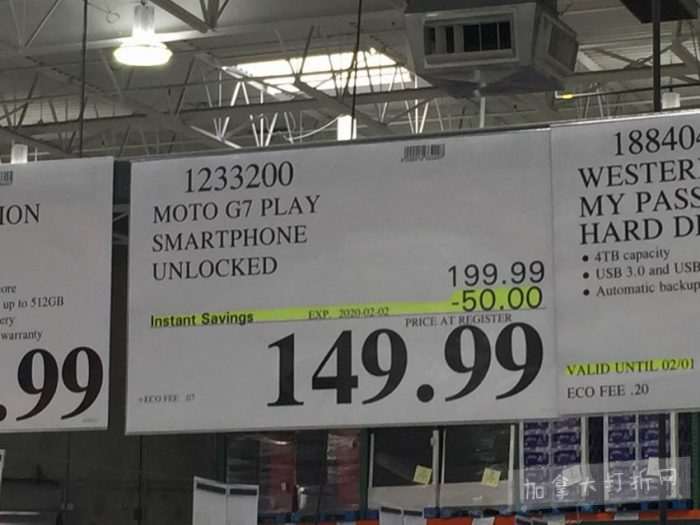 ION
ore
up to 512GB
ery
warranty
.99
1233200
MOTO G7 PLAY
SMARTPHONE
UNLOCKED
199.99
-50.00
Instant Savings
EXP. 2020-02-02
PRICE AT REGISTER
149.99
+ECO FEE .07
188404
WESTER
MY PASS
HARD D
• 4TB capacity
• USB 3.0 and USB
• Automatic backup
VALID UNTIL 02/01
ECO FEE .20
加拿大打折网